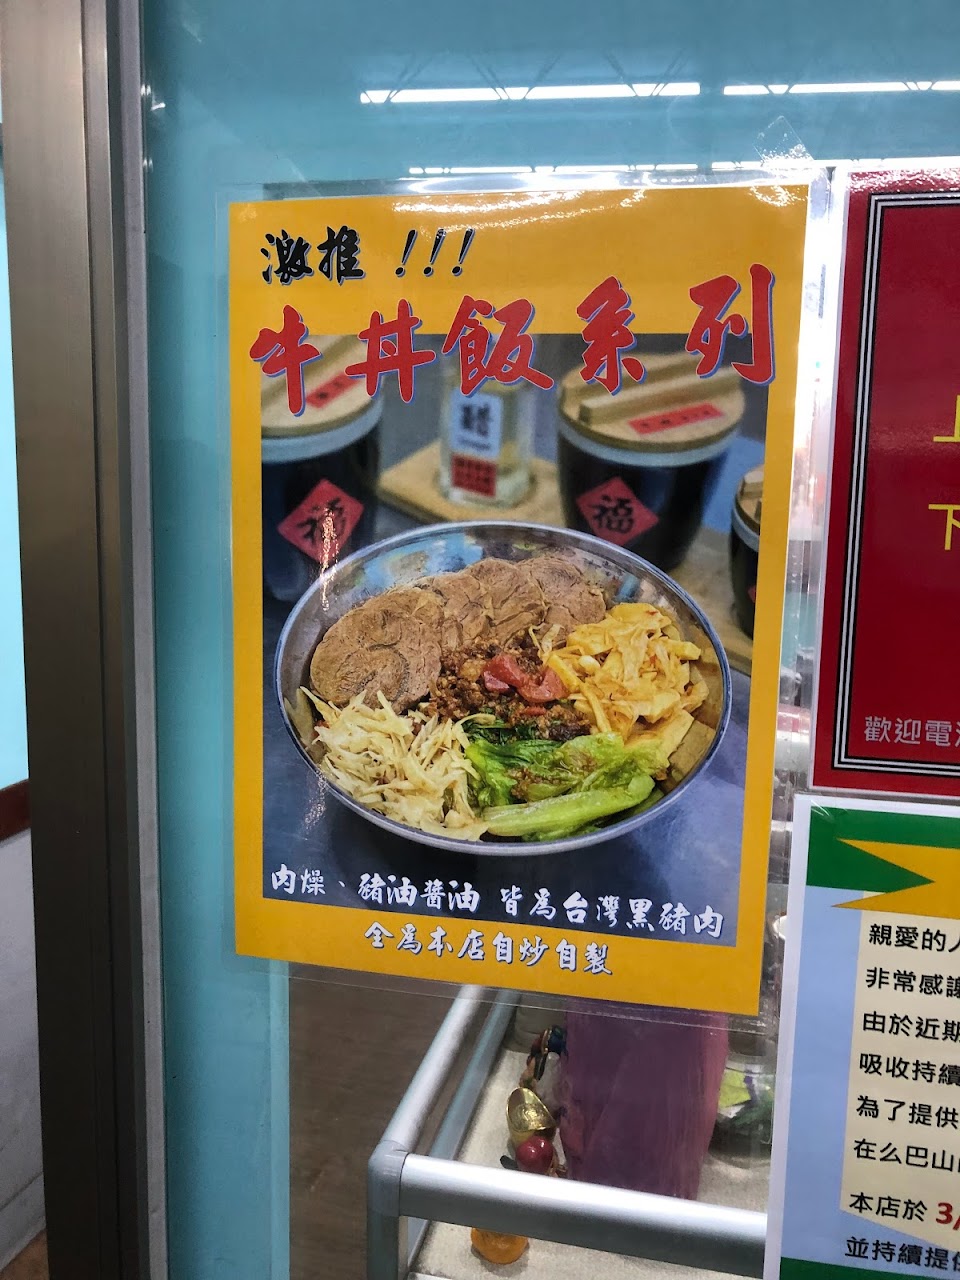 激推 !!!
牛丼飯系列
醋
福
福
肉燥、豬油醬油 皆為台灣黑豬肉
全為本店自炒自製
歡迎電
親愛的
非常感謝
由於近期
吸收持續
為了提供
在么巴山
本店於 3/
並持續提供